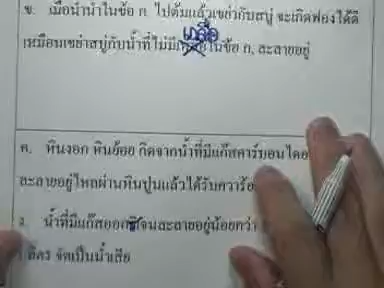 ข. เมื่อนำน้ำในข้อ ก. ไปต้มแล้วเขย่ากับสบู่ จะเกิดฟองได้ดี
เหมือนเขย่าสบู่กับน้ำที่ไม่มี เกลือ ในข้อ ก. ละลายอยู่
ค. หินงอก หินย้อย กิดจากน้ำที่มีแก๊สคาร์บอนไดอ
ละลายอยู่ไหลผ่านหินปูนแล้วได้รับความร้อ
ง. น้ำที่มีแก๊สออกซิเจนละลายอยู่น้อยกว่า
ลิตร จัดเป็นน้ำเสีย